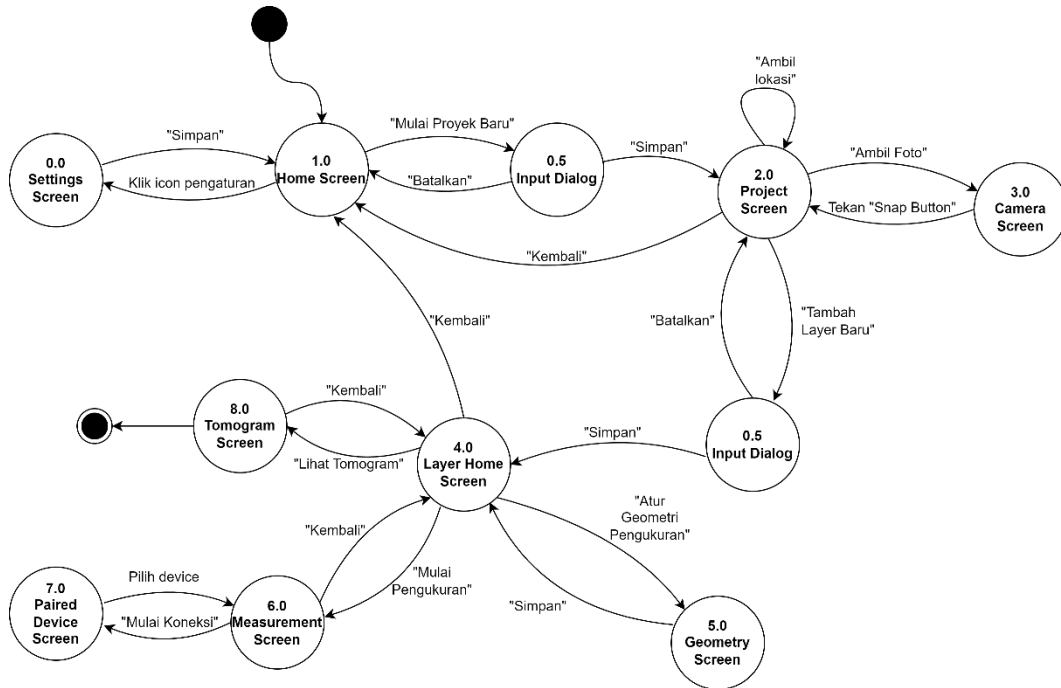 "Ambil
lokasi"
"Simpan"
"Mulai Proyek Baru"
"Simpan"
"Ambil Foto"
0.0
Settings
Screen
1.0
Home Screen
0.5
Input Dialog
2.0
Project
Screen
3.0
Camera
Screen
Klik icon pengaturan
"Batalkan"
Tekan "Snap Button"
"Kembali"
"Kembali"
"Batalkan"
"Tambah
Layer Baru"
"Kembali"
8.0
Tomogram
Screen
"Lihat Tomogram"
4.0
Layer Home
Screen
"Simpan"
0.5
Input Dialog
"Atur
Geometri
Pengukuran"
"Kembali"
"Mulai
Pengukuran"
"Simpan"
7.0
Paired
Device
Screen
Pilih device
"Mulai Koneksi"
6.0
Measurement
Screen
5.0
Geometry
Screen